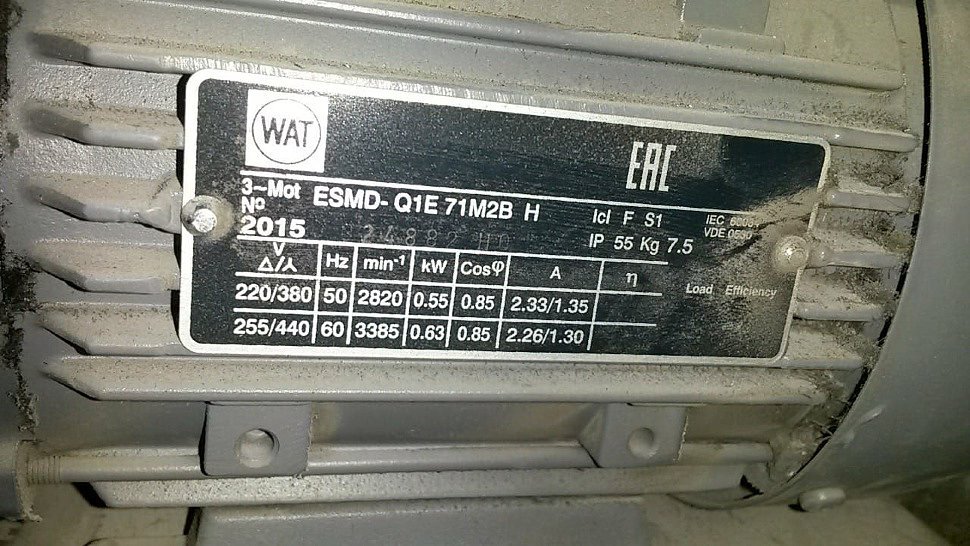 WAT
EAC
3~Mot ESMD- Q1E 71M2B H
Icl F S1
IEC
Nº
2015
IP 55 Kg 7.5
VDE
V Δ/⅄ Hz min⁻¹ kW Cosφ A η
220/380 50 2820 0.55 0.85 2.33/1.35
255/440 60 3385 0.63 0.85 2.26/1.30
Load Efficiency